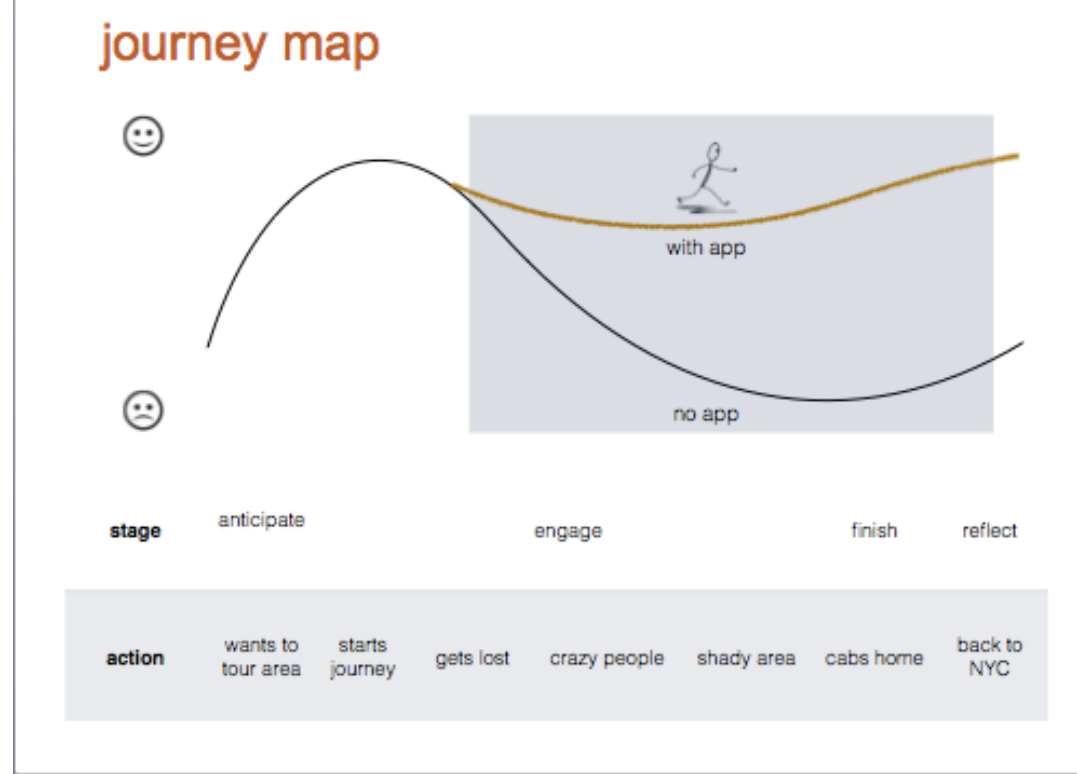 journey map
with app
no app
stage
anticipate
engage
finish
reflect
action
wants to
tour area
starts
journey
gets lost
crazy people
shady area
cabs home
back to
NYC